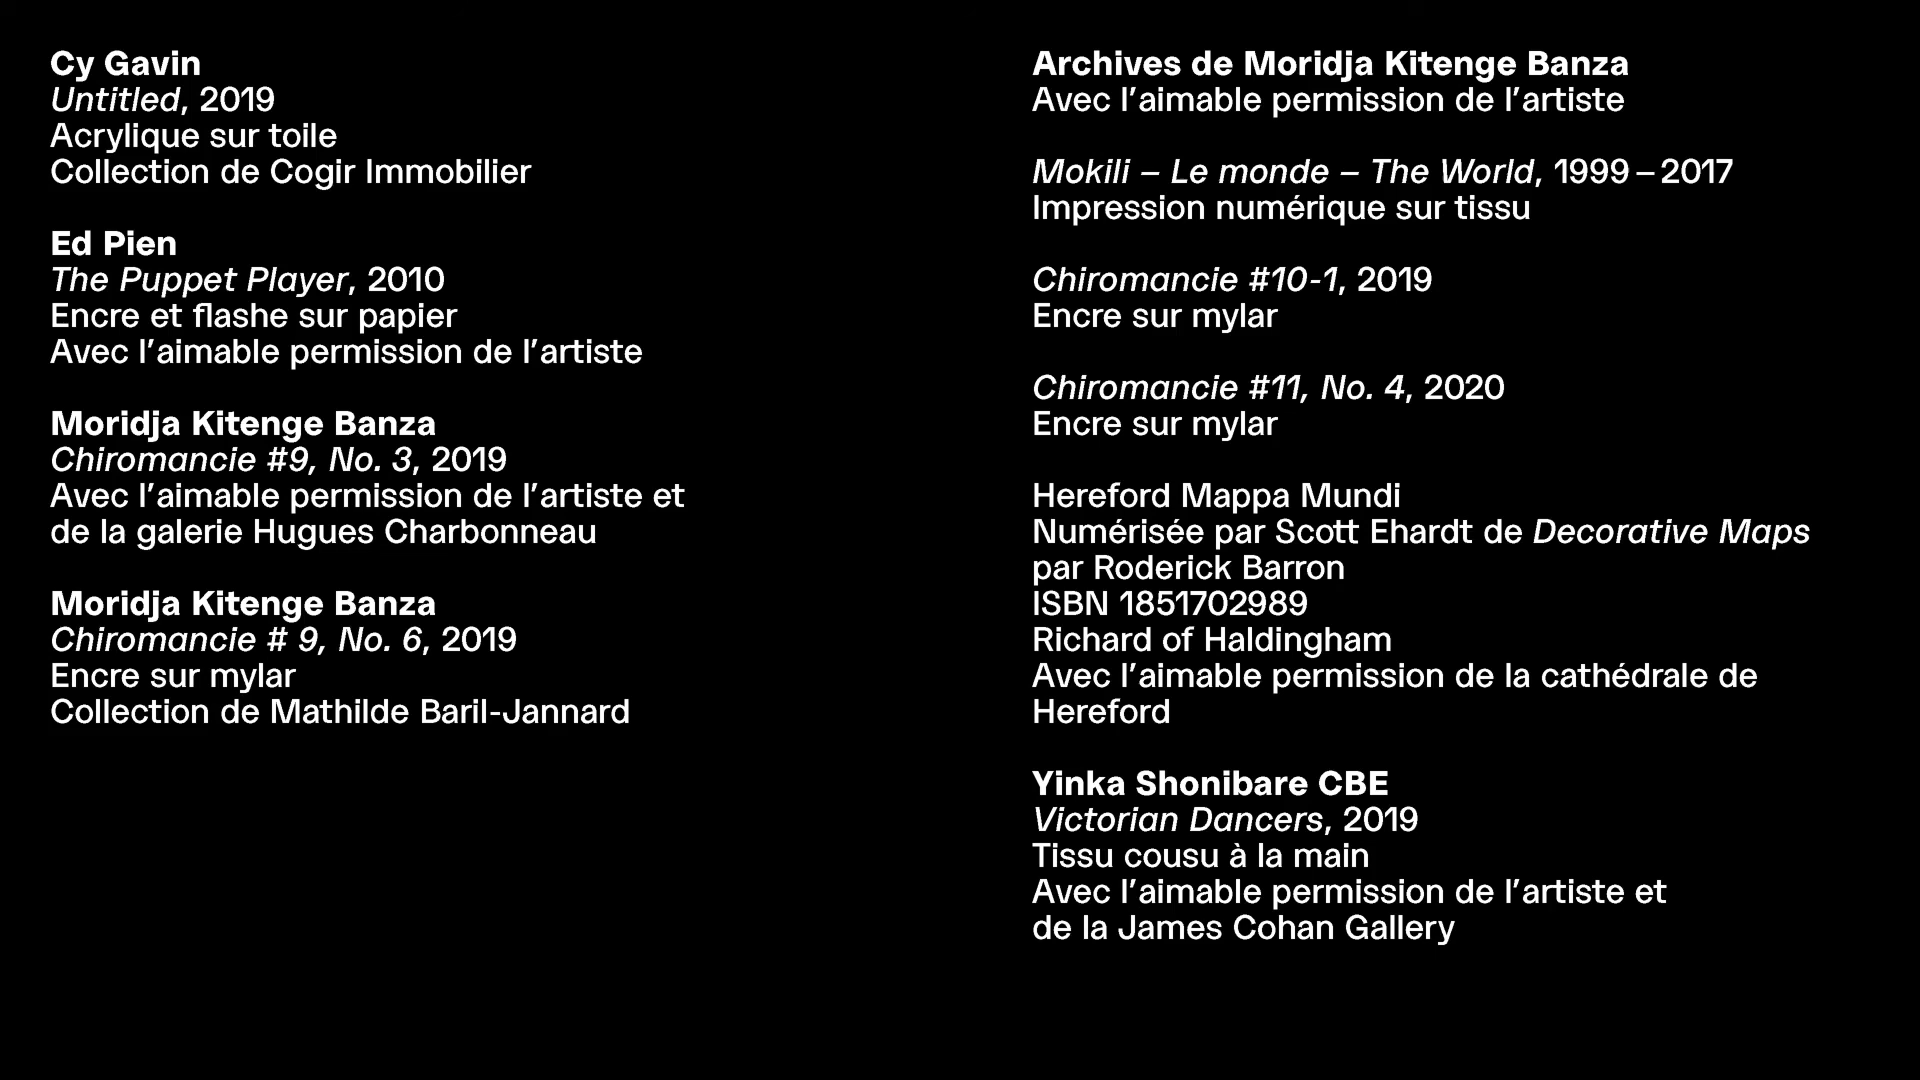 Cy Gavin
Untitled, 2019
Acrylique sur toile
Collection de Cogir Immobilier
Ed Pien
The Puppet Player, 2010
Encre et flashe sur papier
Avec l’aimable permission de l’artiste
Moridja Kitenge Banza
Chiromancie #9, No. 3, 2019
Avec l’aimable permission de l’artiste et
de la galerie Hugues Charbonneau
Moridja Kitenge Banza
Chiromancie # 9, No. 6, 2019
Encre sur mylar
Collection de Mathilde Baril-Jannard
Archives de Moridja Kitenge Banza
Avec l’aimable permission de l’artiste
Mokili – Le monde – The World, 1999 – 2017
Impression numérique sur tissu
Chiromancie #10-1, 2019
Encre sur mylar
Chiromancie #11, No. 4, 2020
Encre sur mylar
Hereford Mappa Mundi
Numérisée par Scott Ehardt de Decorative Maps
par Roderick Barron
ISBN 1851702989
Richard of Haldingham
Avec l’aimable permission de la cathédrale de
Hereford
Yinka Shonibare CBE
Victorian Dancers, 2019
Tissu cousu à la main
Avec l’aimable permission de l’artiste et
de la James Cohan Gallery